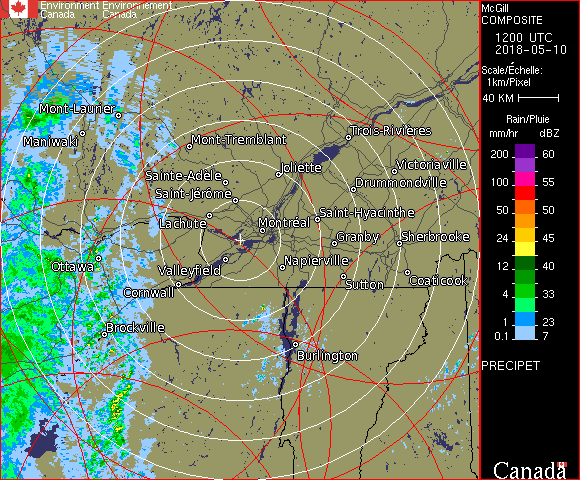 Environment Environnement
Canada Canada
McGill
COMPOSITE
1200 UTC
2018-05-10
Scale/Échelle:
1km/Pixel
40 KM
Rain/Pluie
mm/hr dBZ
200 60
100 55
50 50
24 45
12 40
4 33
1 23
0.1 7
PRECIPET
Canada
Mont-Laurier
Maniwaki
Mont-Tremblant
Trois-Rivières
Sainte-Adèle
Joliette
Victoriaville
Saint-Jérôme
Drummondville
Lachute
Montréal
Saint-Hyacinthe
Granby
Sherbrooke
Ottawa
Valleyfield
Napierville
Cornwall
Sutton
Coaticook
Brockville
Burlington